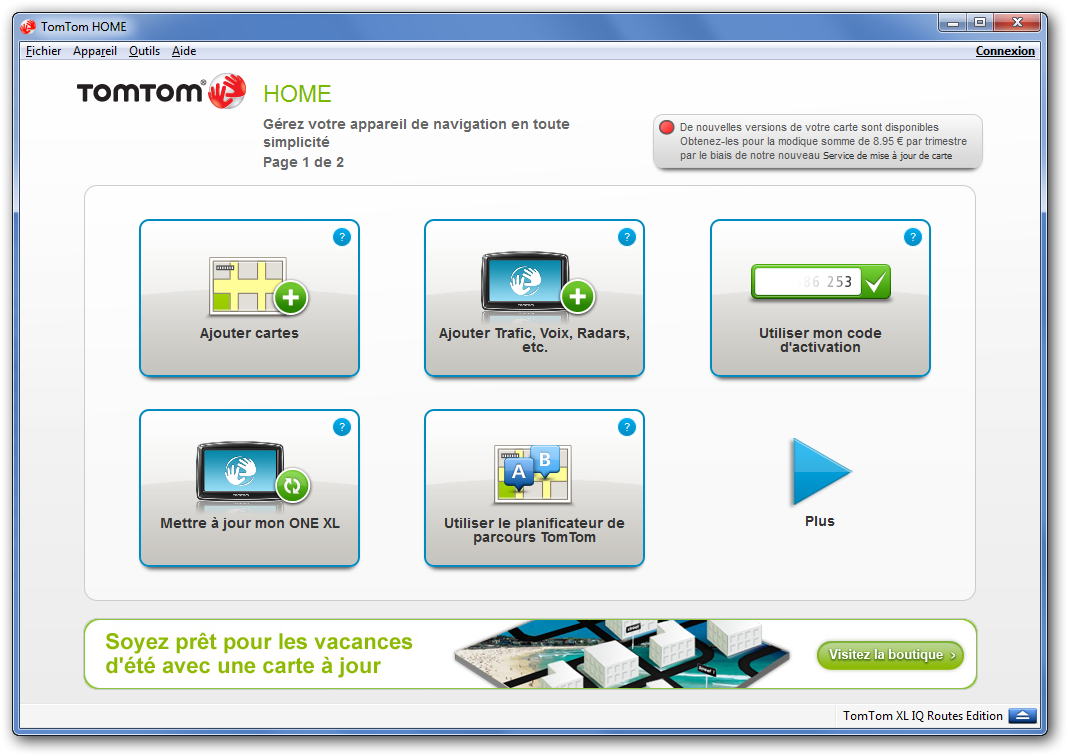 TomTom HOME
Fichier Appareil Outils Aide
Connexion
TOMTOM® HOME
Gérez votre appareil de navigation en toute
simplicité
Page 1 de 2
De nouvelles versions de votre carte sont disponibles
Obtenez-les pour la modique somme de 8.95 € par trimestre
par le biais de notre nouveau Service de mise à jour de carte
?
?
?
86 253
Ajouter cartes
Ajouter Trafic, Voix, Radars,
etc.
Utiliser mon code
d'activation
?
?
A B
Mettre à jour mon ONE XL
Utiliser le planificateur de
parcours TomTom
Plus
Soyez prêt pour les vacances
d'été avec une carte à jour
Visitez la boutique ›
TomTom XL IQ Routes Edition